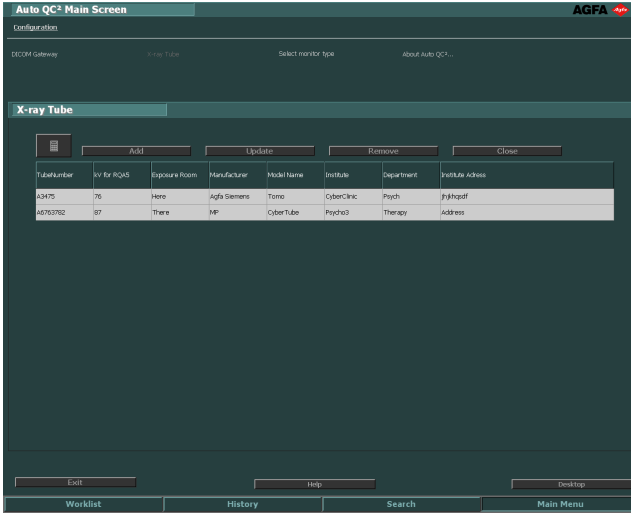 Auto QC² Main Screen
AGFA Agfa
Configuration
DICOM Gateway X-ray Tube Select monitor type About Auto QC²...
X-ray Tube
Add Update Remove Close
TubeNumber kV for RQA5 Exposure Room Manufacturer Model Name Institute Department Institute Adress
A3475 76 Here Agfa Siemens Tomo CyberClinic Psych jhjkhqsdf
A6763782 87 There MP CyberTube Psycho3 Therapy Address
Exit Help Desktop
Worklist History Search Main Menu